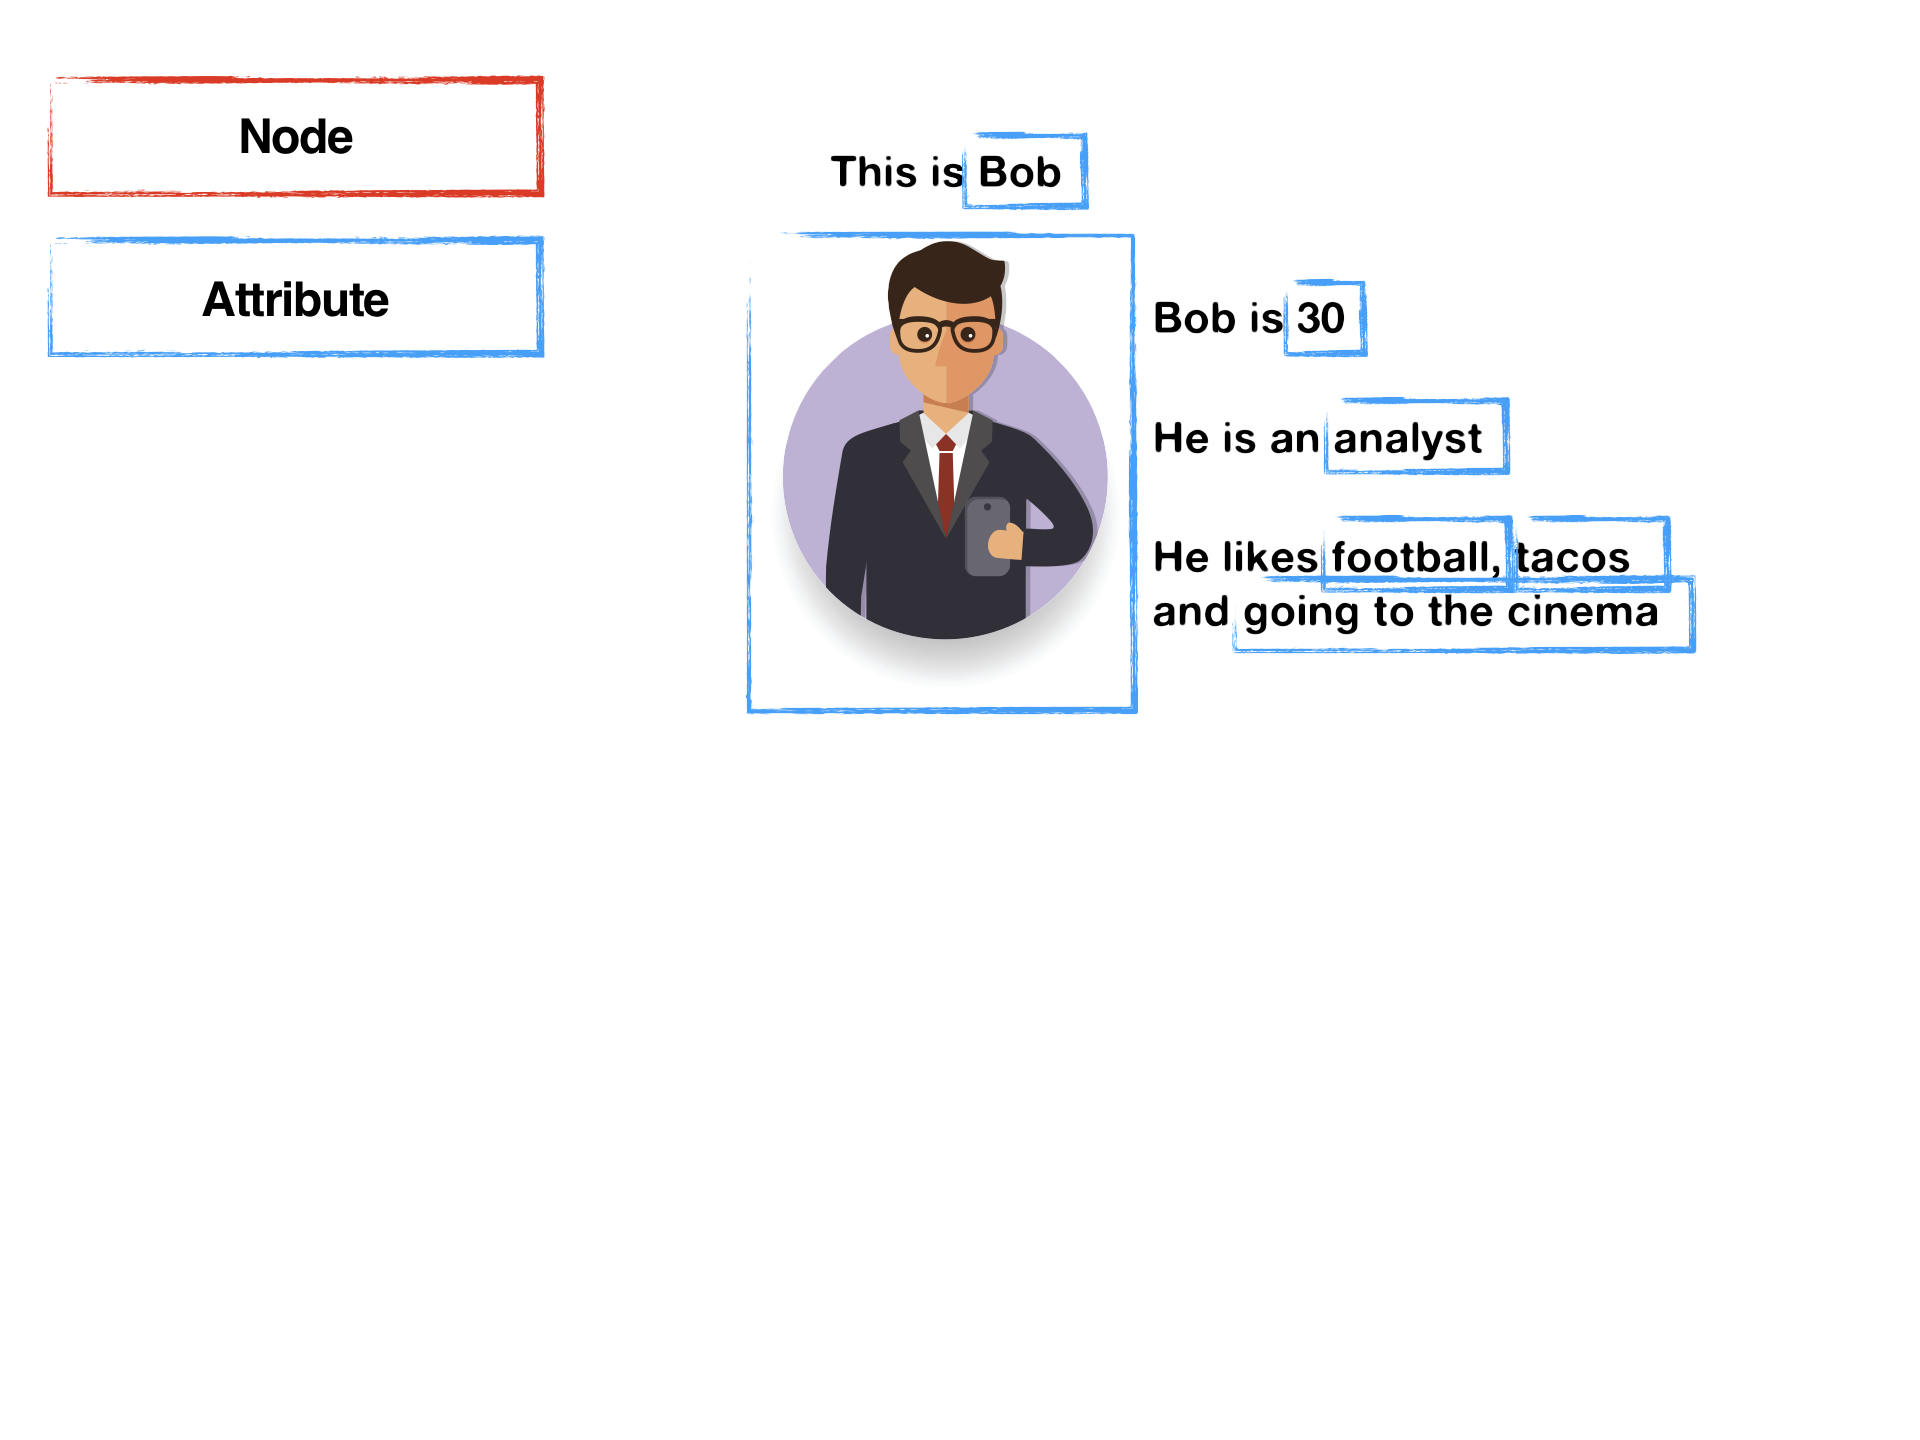 Node
Attribute
This is Bob
Bob is 30
He is an analyst
He likes football, tacos
and going to the cinema